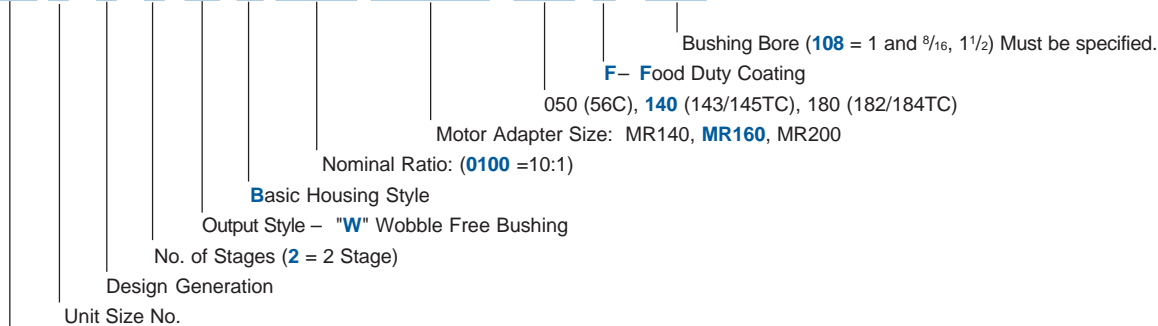 Bushing Bore (108 = 1 and 8/16, 1 1/2) Must be specified.
F– Food Duty Coating
050 (56C), 140 (143/145TC), 180 (182/184TC)
Motor Adapter Size: MR140, MR160, MR200
Nominal Ratio: (0100 =10:1)
Basic Housing Style
Output Style – "W" Wobble Free Bushing
No. of Stages (2 = 2 Stage)
Design Generation
Unit Size No.